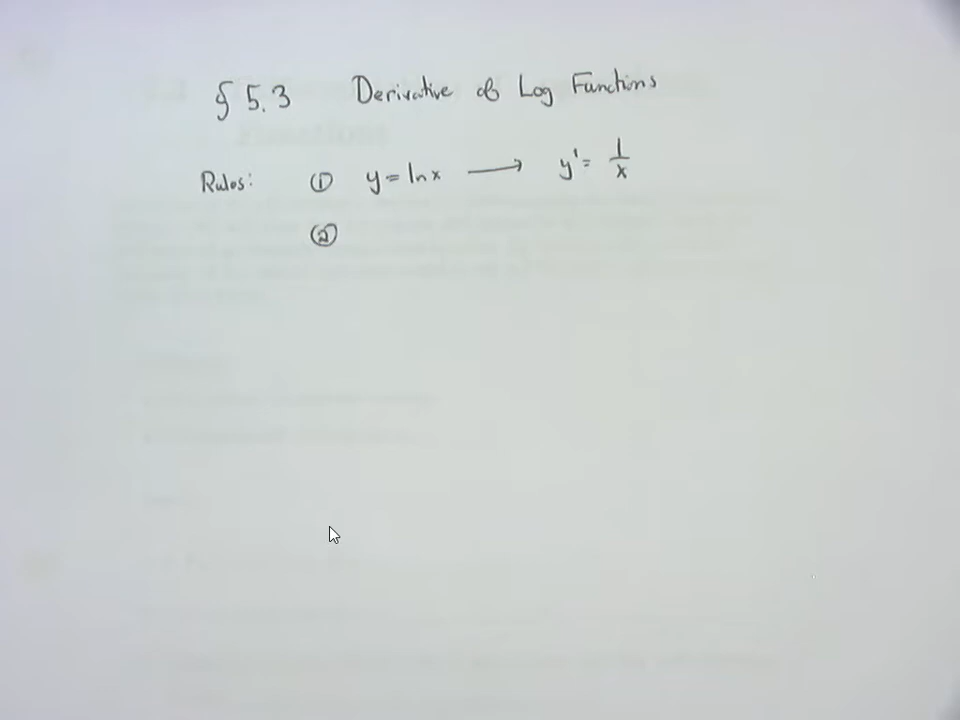 § 5.3 Derivative of Log Functions
Rules: ① y = ln x ⟶ y' = 1/x
②